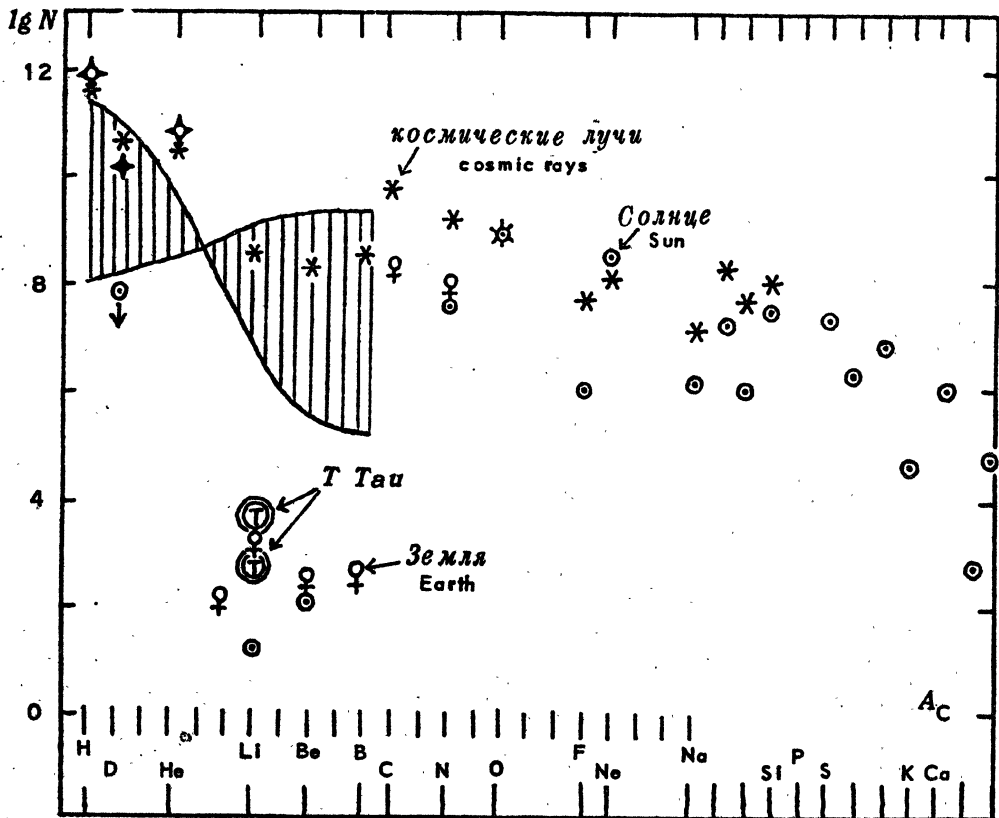 lg N
12
космические лучи
cosmic rays
Солнце
Sun
8
T Tau
4
T
T
Земля
Earth
0
A_C
H Li Be B F Na P
D He C N O Ne Si S K Ca